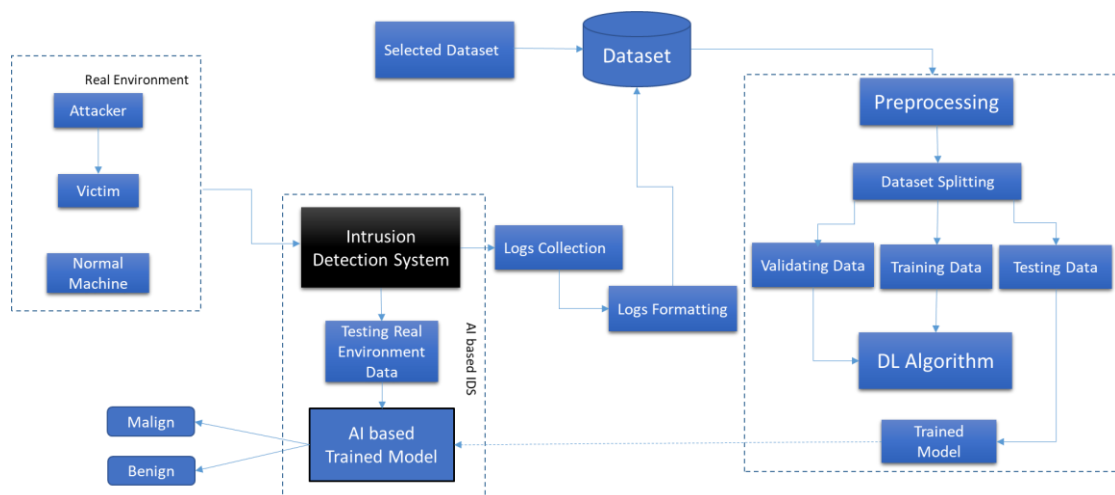 Selected Dataset
Dataset
Real Environment
Attacker
Victim
Normal
Machine
Intrusion
Detection System
Testing Real
Environment
Data
AI based IDS
AI based
Trained Model
Malign
Benign
Logs Collection
Logs Formatting
Preprocessing
Dataset Splitting
Validating Data
Training Data
Testing Data
DL Algorithm
Trained
Model